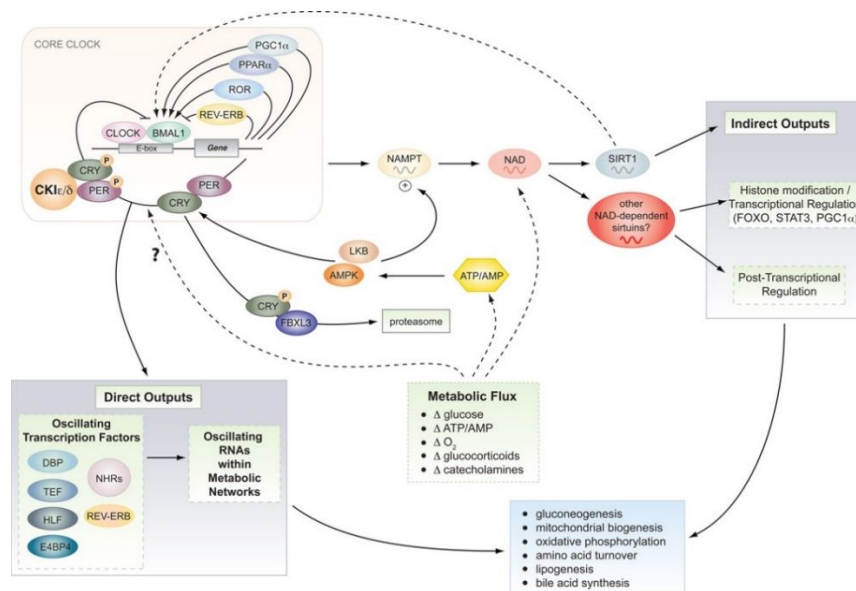 CORE CLOCK
PGC1α
PPARα
ROR
REV-ERB
CLOCK
BMAL1
E-box
Gene
CRY
P
PER
P
CKIε/δ
PER
CRY
NAMPT
+
NAD
SIRT1
other
NAD-dependent
sirtuins?
Indirect Outputs
Histone modification /
Transcriptional Regulation
(FOXO, STAT3, PGC1α)
Post-Transcriptional
Regulation
?
LKB
AMPK
ATP/AMP
CRY
P
FBXL3
proteasome
Metabolic Flux
• Δ glucose
• Δ ATP/AMP
• Δ O2
• Δ glucocorticoids
• Δ catecholamines
Direct Outputs
Oscillating
Transcription Factors
DBP
TEF
HLF
E4BP4
NHRs
REV-ERB
Oscillating
RNAs
within
Metabolic
Networks
• gluconeogenesis
• mitochondrial biogenesis
• oxidative phosphorylation
• amino acid turnover
• lipogenesis
• bile acid synthesis